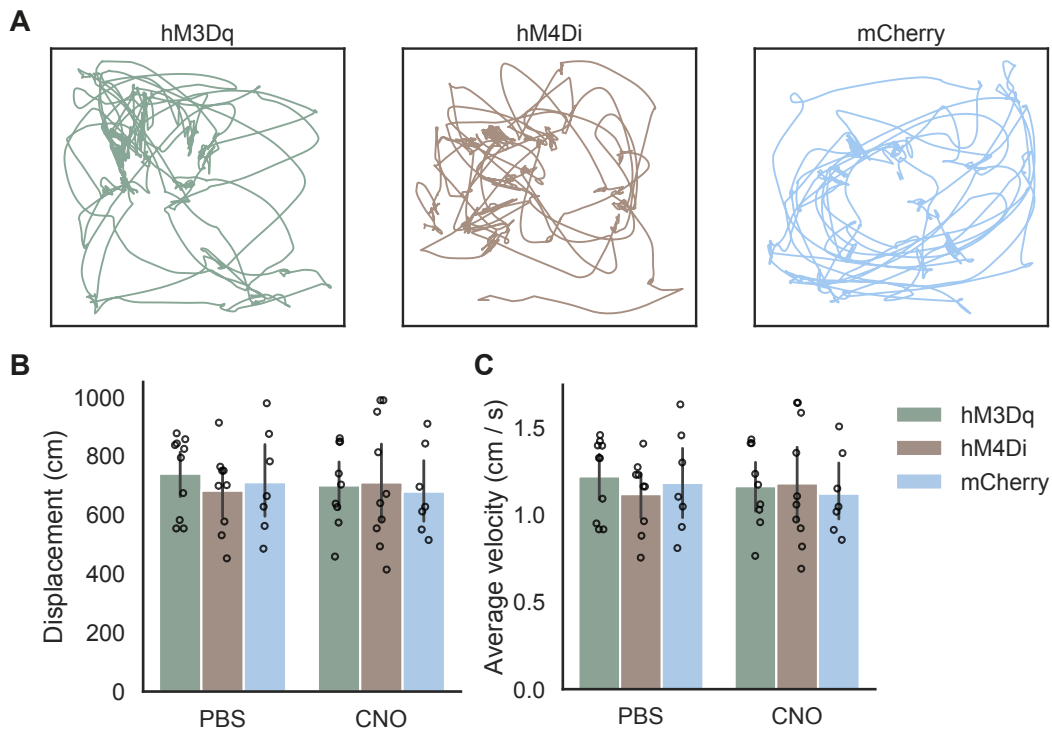 A
hM3Dq
hM4Di
mCherry
B
Displacement (cm)
1000
800
600
400
200
0
PBS
CNO
C
Average velocity (cm / s)
1.5
1.0
0.5
0.0
PBS
CNO
hM3Dq
hM4Di
mCherry